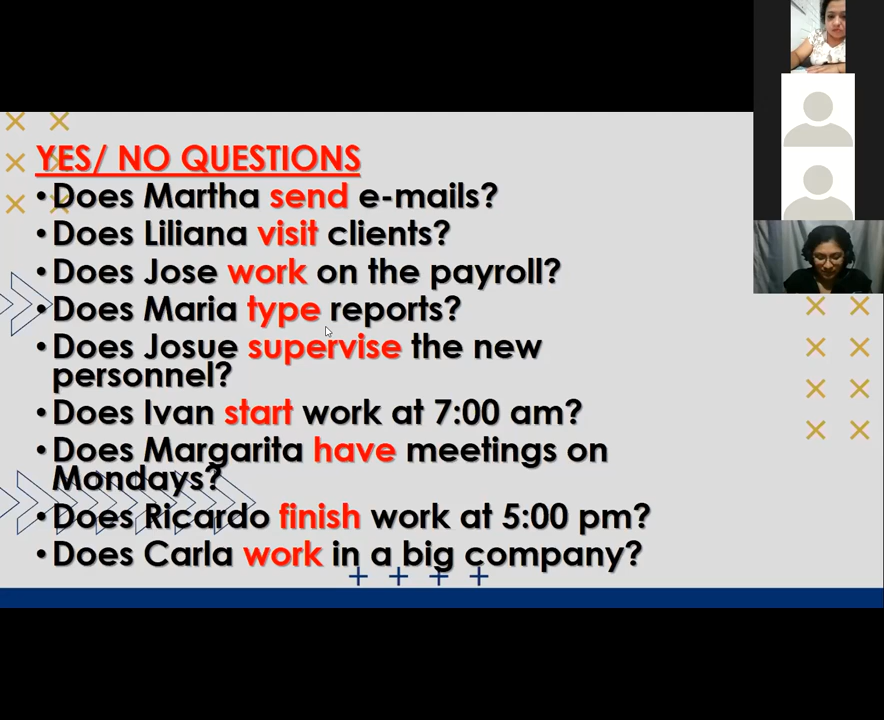 YES/ NO QUESTIONS
• Does Martha send e-mails?
• Does Liliana visit clients?
• Does Jose work on the payroll?
• Does Maria type reports?
• Does Josue supervise the new
personnel?
• Does Ivan start work at 7:00 am?
• Does Margarita have meetings on
Mondays?
• Does Ricardo finish work at 5:00 pm?
• Does Carla work in a big company?